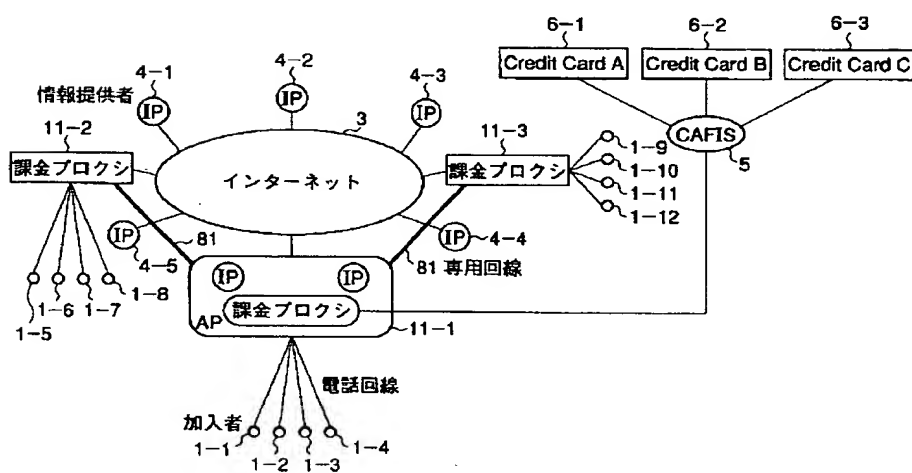 6-1
6-2
6-3
Credit Card A
Credit Card B
Credit Card C
4-1
4-2
4-3
情報提供者
IP
IP
IP
3
11-2
11-3
課金プロクシ
インターネット
課金プロクシ
CAFIS
5
1-9
1-10
1-11
1-12
81
IP
4-5
IP
4-4
81 専用回線
1-5
1-6
1-7
1-8
IP
IP
AP
課金プロクシ
11-1
電話回線
加入者
1-1
1-2
1-3
1-4